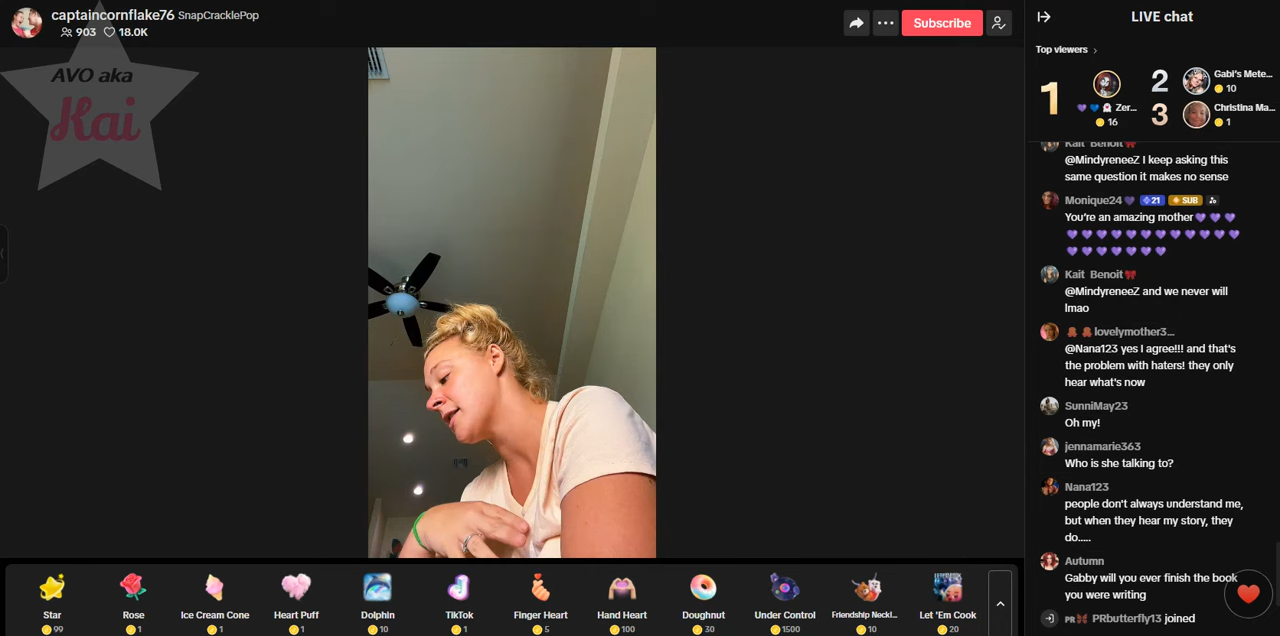 captaincornflake76 SnapCracklePop
903 18.0K
Subscribe
AVO aka
Kai
LIVE chat
Top viewers
1
Zer...
16
2
Gabi's Mete...
10
3
Christina Ma...
1
Kait Benoit
@MindyreneeZ I keep asking this
same question it makes no sense
Monique24 21 SUB
You're an amazing mother
Kait Benoit
@MindyreneeZ and we never will
lmao
lovelymother3...
@Nana123 yes I agree!!! and that's
the problem with haters! they only
hear what's now
SunniMay23
Oh my!
jennamarie363
Who is she talking to?
Nana123
people don't always understand me,
but when they hear my story, they
do.....
Autumn
Gabby will you ever finish the book
you were writing
PR PRbutterfly13 joined
Star
99
Rose
1
Ice Cream Cone
1
Heart Puff
1
Dolphin
10
TikTok
1
Finger Heart
5
Hand Heart
100
Doughnut
30
Under Control
1500
Friendship Neckl...
10
Let 'Em Cook
20